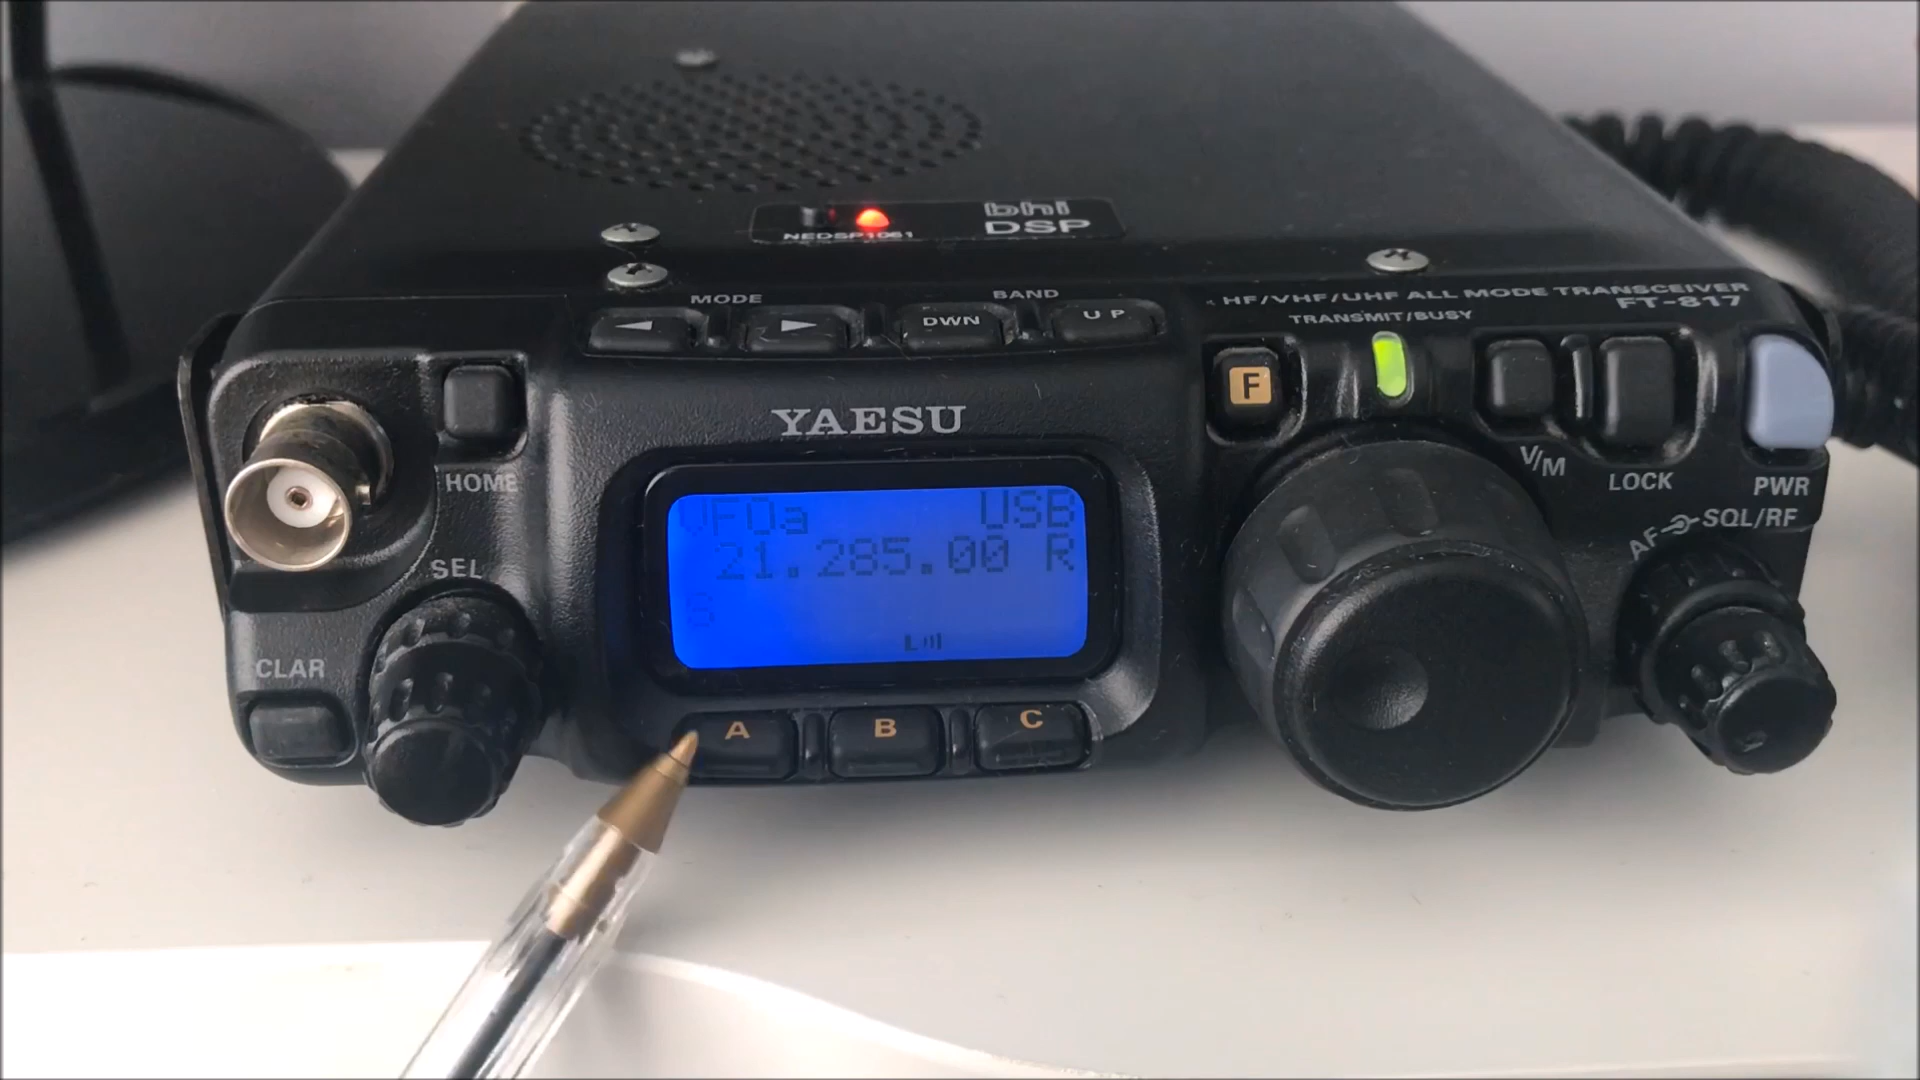 bhi
NEDSP1061
DSP
MODE
BAND
DWN
UP
HF/VHF/UHF ALL MODE TRANSCEIVER
FT-817
TRANSMIT/BUSY
F
YAESU
HOME
V/M
LOCK
PWR
AF
SQL/RF
VFOa
USB
21.285.00 R
SEL
CLAR
A
B
C